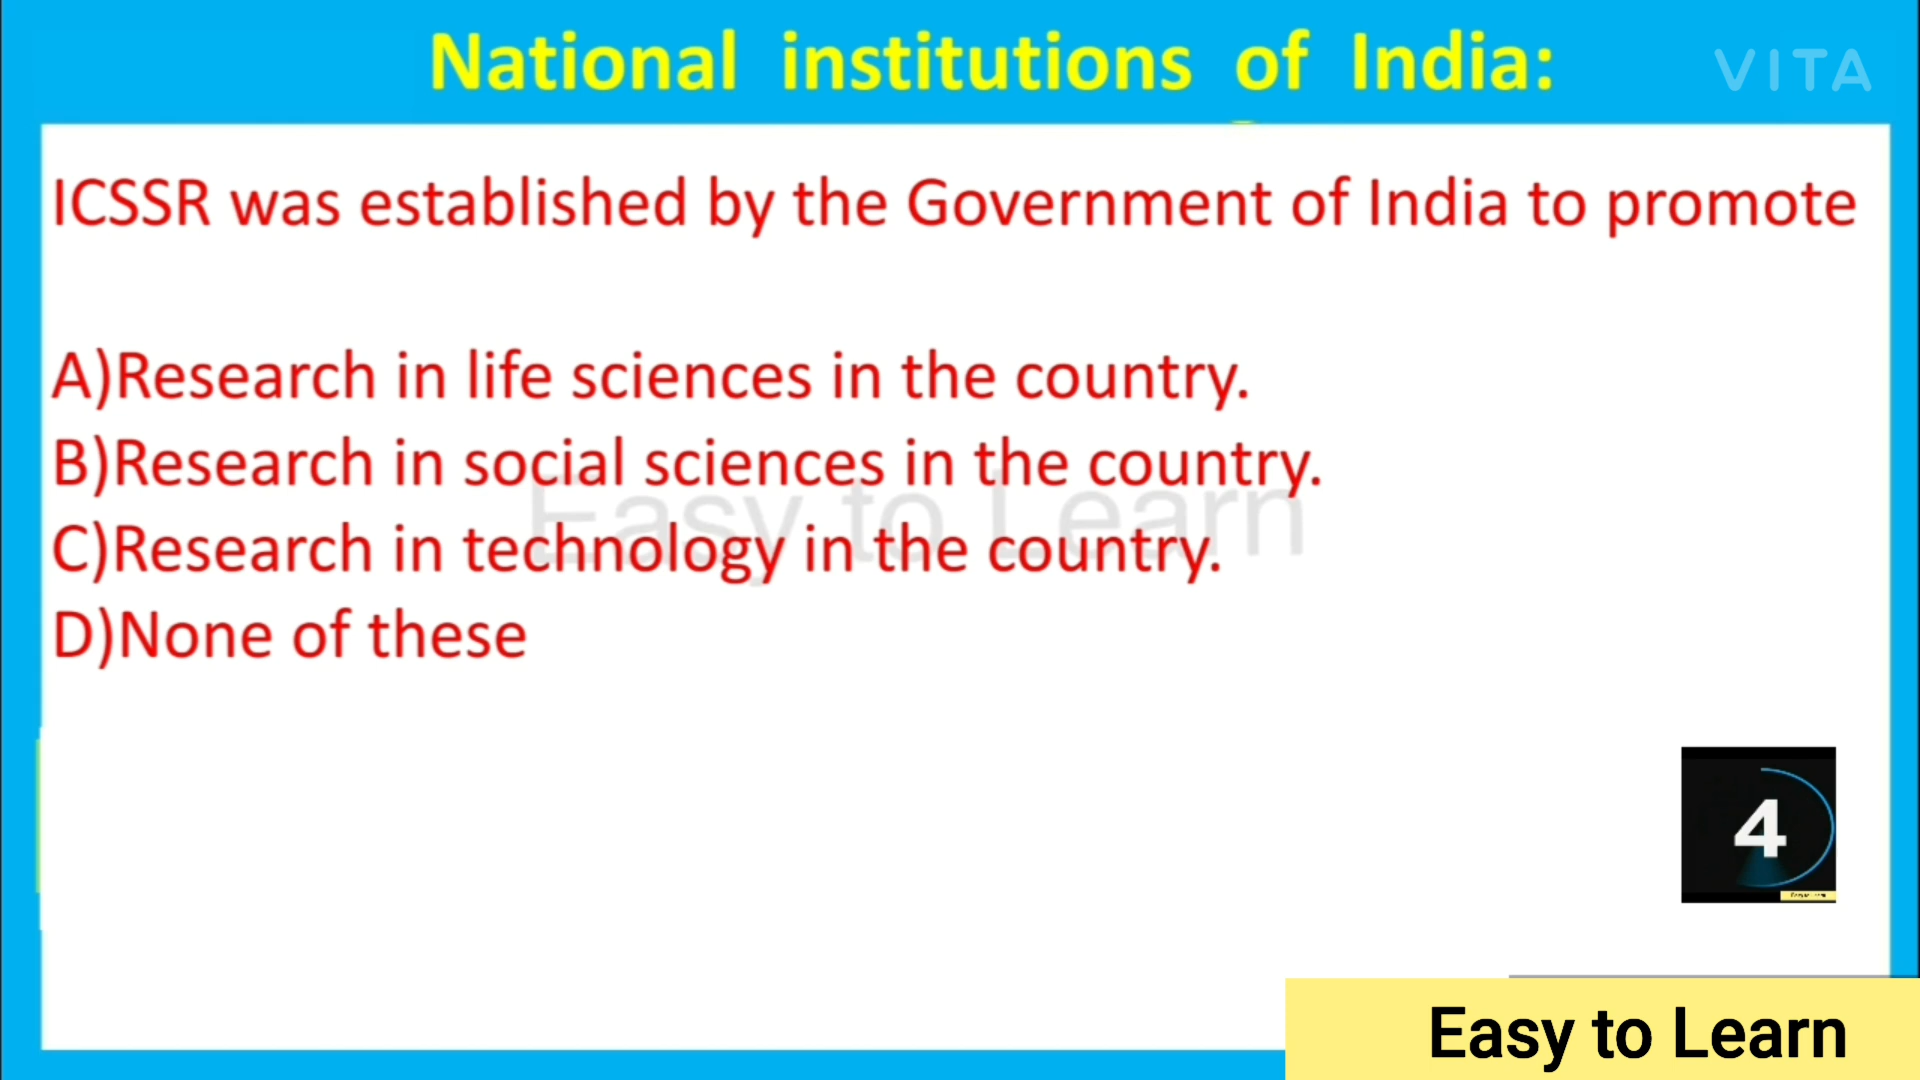 National institutions of India:
VITA
ICSSR was established by the Government of India to promote
A)Research in life sciences in the country.
B)Research in social sciences in the country.
Easy to Learn
C)Research in technology in the country.
D)None of these
4
Easy to Learn